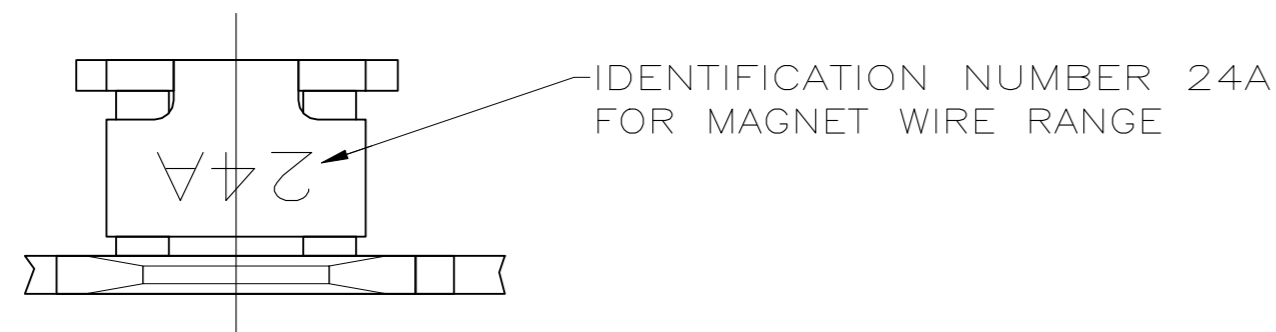 IDENTIFICATION NUMBER 24A
FOR MAGNET WIRE RANGE
24A